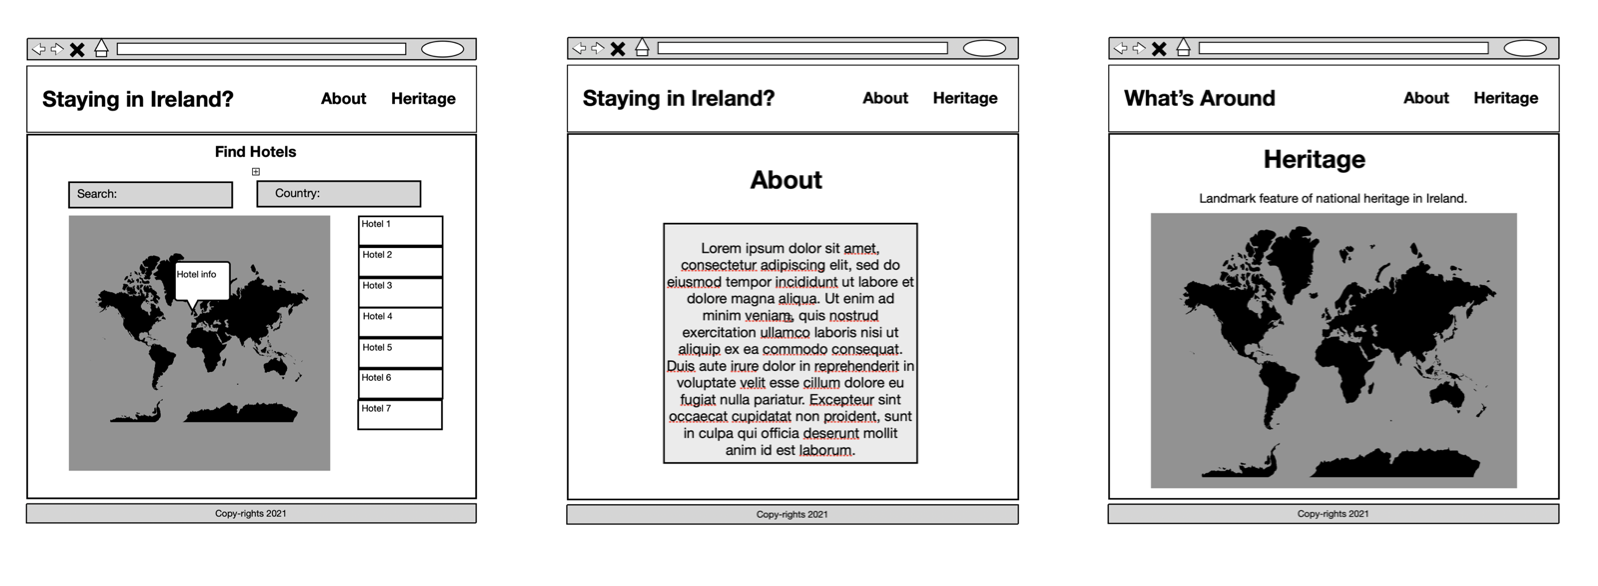 Staying in Ireland?
About
Heritage
Find Hotels
Search:
Country:
Hotel info
Hotel 1
Hotel 2
Hotel 3
Hotel 4
Hotel 5
Hotel 6
Hotel 7
Copy-rights 2021
Staying in Ireland?
About
Heritage
About
Lorem ipsum dolor sit amet,
consectetur adipiscing elit, sed do
eiusmod tempor incididunt ut labore et
dolore magna aliqua. Ut enim ad
minim veniam, quis nostrud
exercitation ullamco laboris nisi ut
aliquip ex ea commodo consequat.
Duis aute irure dolor in reprehenderit in
voluptate velit esse cillum dolore eu
fugiat nulla pariatur. Excepteur sint
occaecat cupidatat non proident, sunt
in culpa qui officia deserunt mollit
anim id est laborum.
Copy-rights 2021
What’s Around
About
Heritage
Heritage
Landmark feature of national heritage in Ireland.
Copy-rights 2021